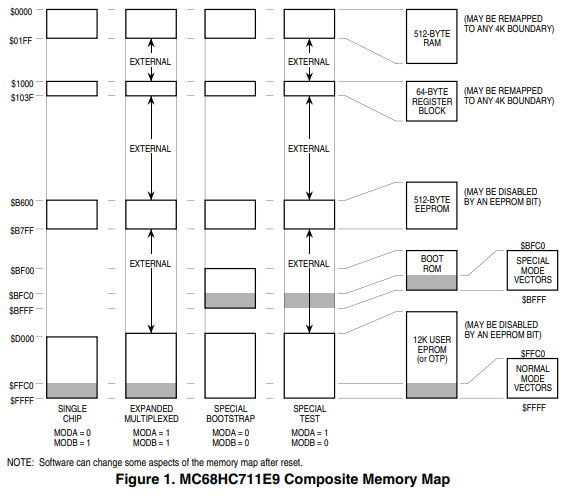 $0000
$01FF
$1000
$103F
$B600
$B7FF
$BF00
$BFC0
$BFFF
$D000
$FFC0
$FFFF
EXTERNAL
EXTERNAL
EXTERNAL
EXTERNAL
EXTERNAL
EXTERNAL
512-BYTE
RAM
(MAY BE REMAPPED
TO ANY 4K BOUNDARY)
64-BYTE
REGISTER
BLOCK
(MAY BE REMAPPED
TO ANY 4K BOUNDARY)
512-BYTE
EEPROM
(MAY BE DISABLED
BY AN EEPROM BIT)
BOOT
ROM
$BFC0
SPECIAL
MODE
VECTORS
$BFFF
12K USER
EPROM
(or OTP)
(MAY BE DISABLED
BY AN EEPROM BIT)
$FFC0
NORMAL
MODE
VECTORS
$FFFF
SINGLE
CHIP
MODA = 0
MODB = 1
EXPANDED
MULTIPLEXED
MODA = 1
MODB = 1
SPECIAL
BOOTSTRAP
MODA = 0
MODB = 0
SPECIAL
TEST
MODA = 1
MODB = 0
NOTE: Software can change some aspects of the memory map after reset.
Figure 1. MC68HC711E9 Composite Memory Map